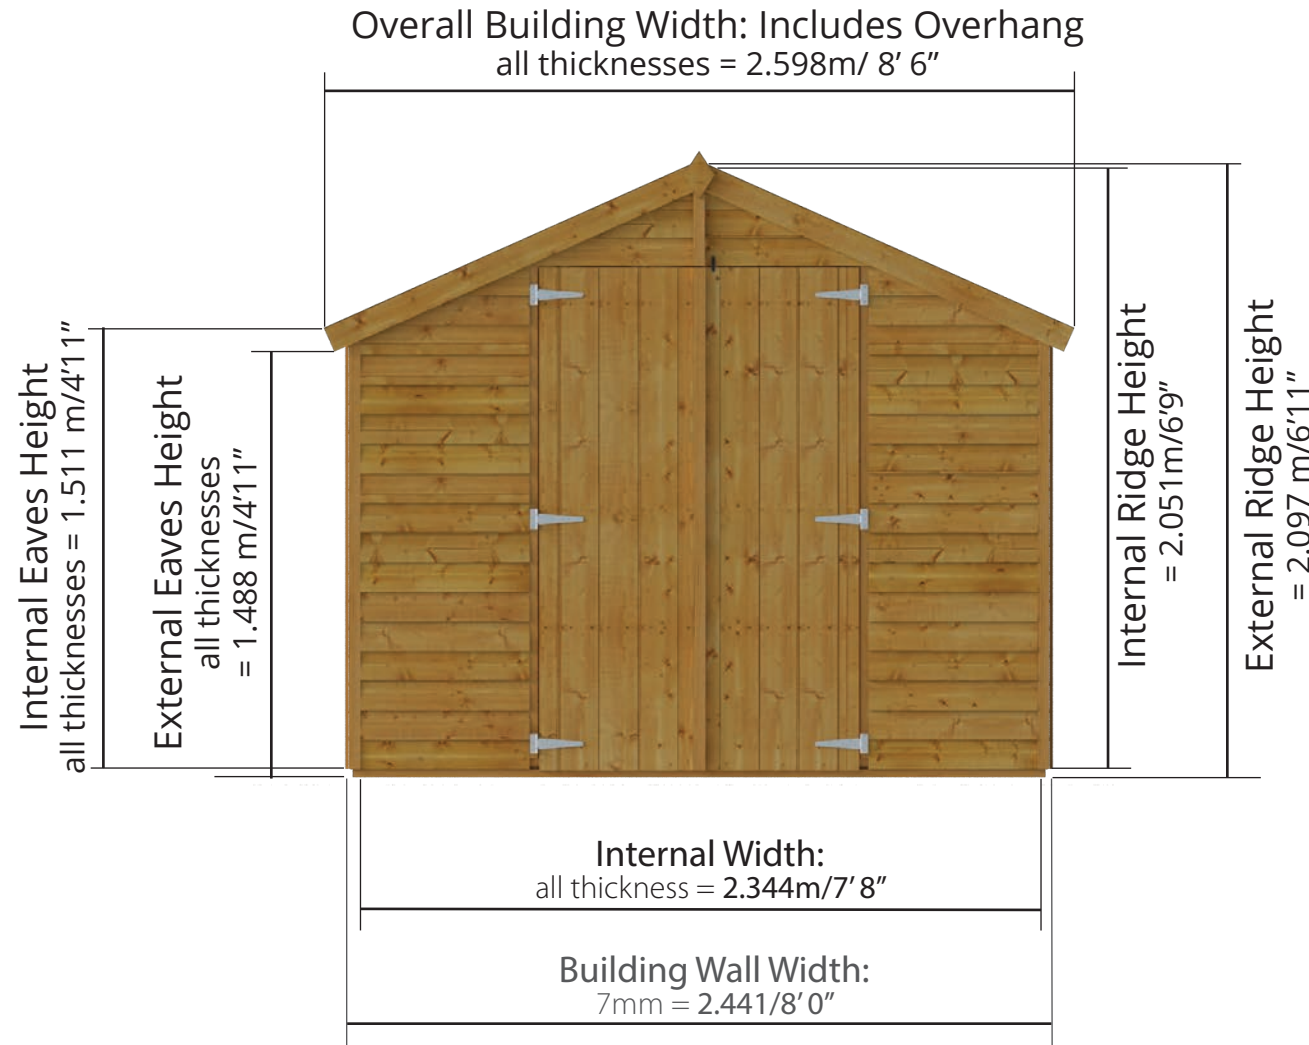 Overall Building Width: Includes Overhang
all thicknesses = 2.598m/ 8’ 6”
Internal Eaves Height
all thicknesses = 1.511 m/4’11”
External Eaves Height
all thicknesses
= 1.488 m/4’11”
Internal Ridge Height
= 2.051m/6’9”
External Ridge Height
= 2.097 m/6’11”
Internal Width:
all thickness = 2.344m/7’ 8”
Building Wall Width:
7mm = 2.441/8’ 0”